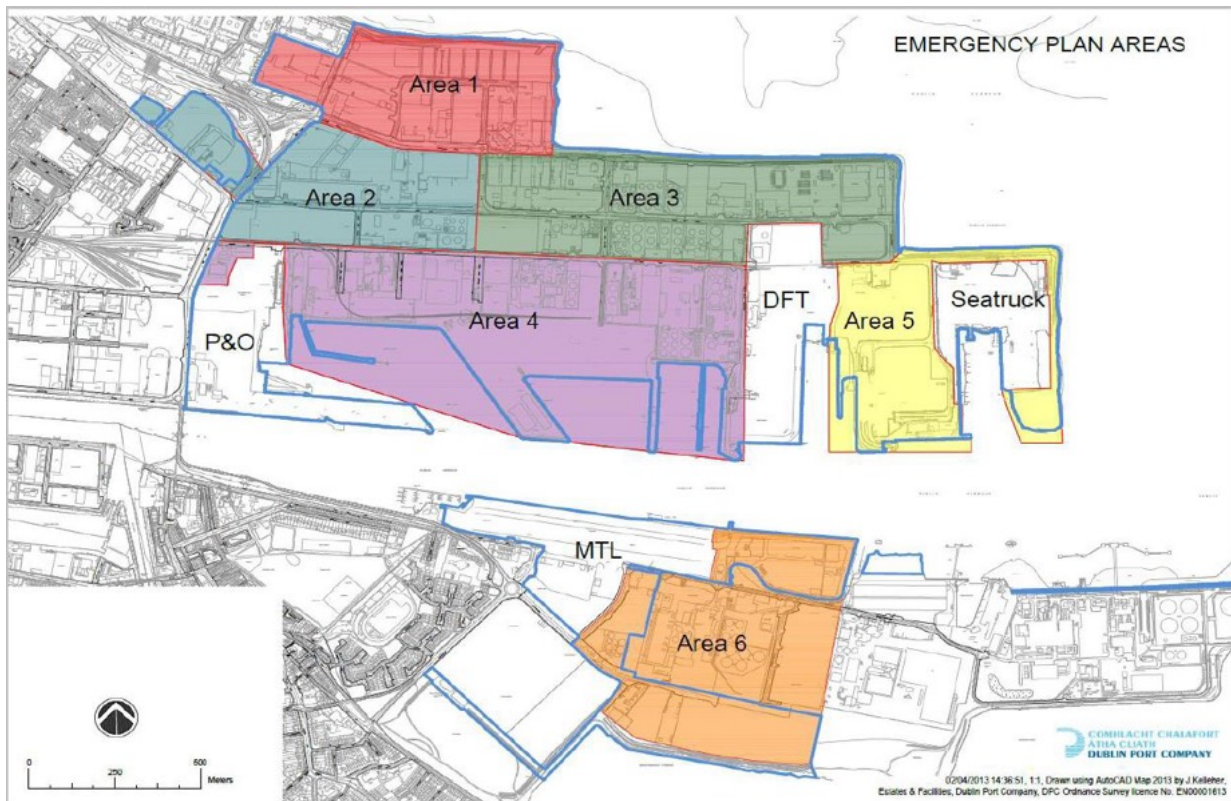 EMERGENCY PLAN AREAS
Area 1
Area 2
Area 3
Area 4
P&O
DFT
Area 5
Seatruck
MTL
Area 6
0
250
500
Meters
COMHLACHT CHALAFORT
ÁTHA CLIATH
DUBLIN PORT COMPANY
02/04/2013 14:36:51, 1:1, Drawn using AutoCAD Map 2013 by J.Kelleher,
Estates & Facilities, Dublin Port Company, DPC Ordnance Survey licence No. EN00001613